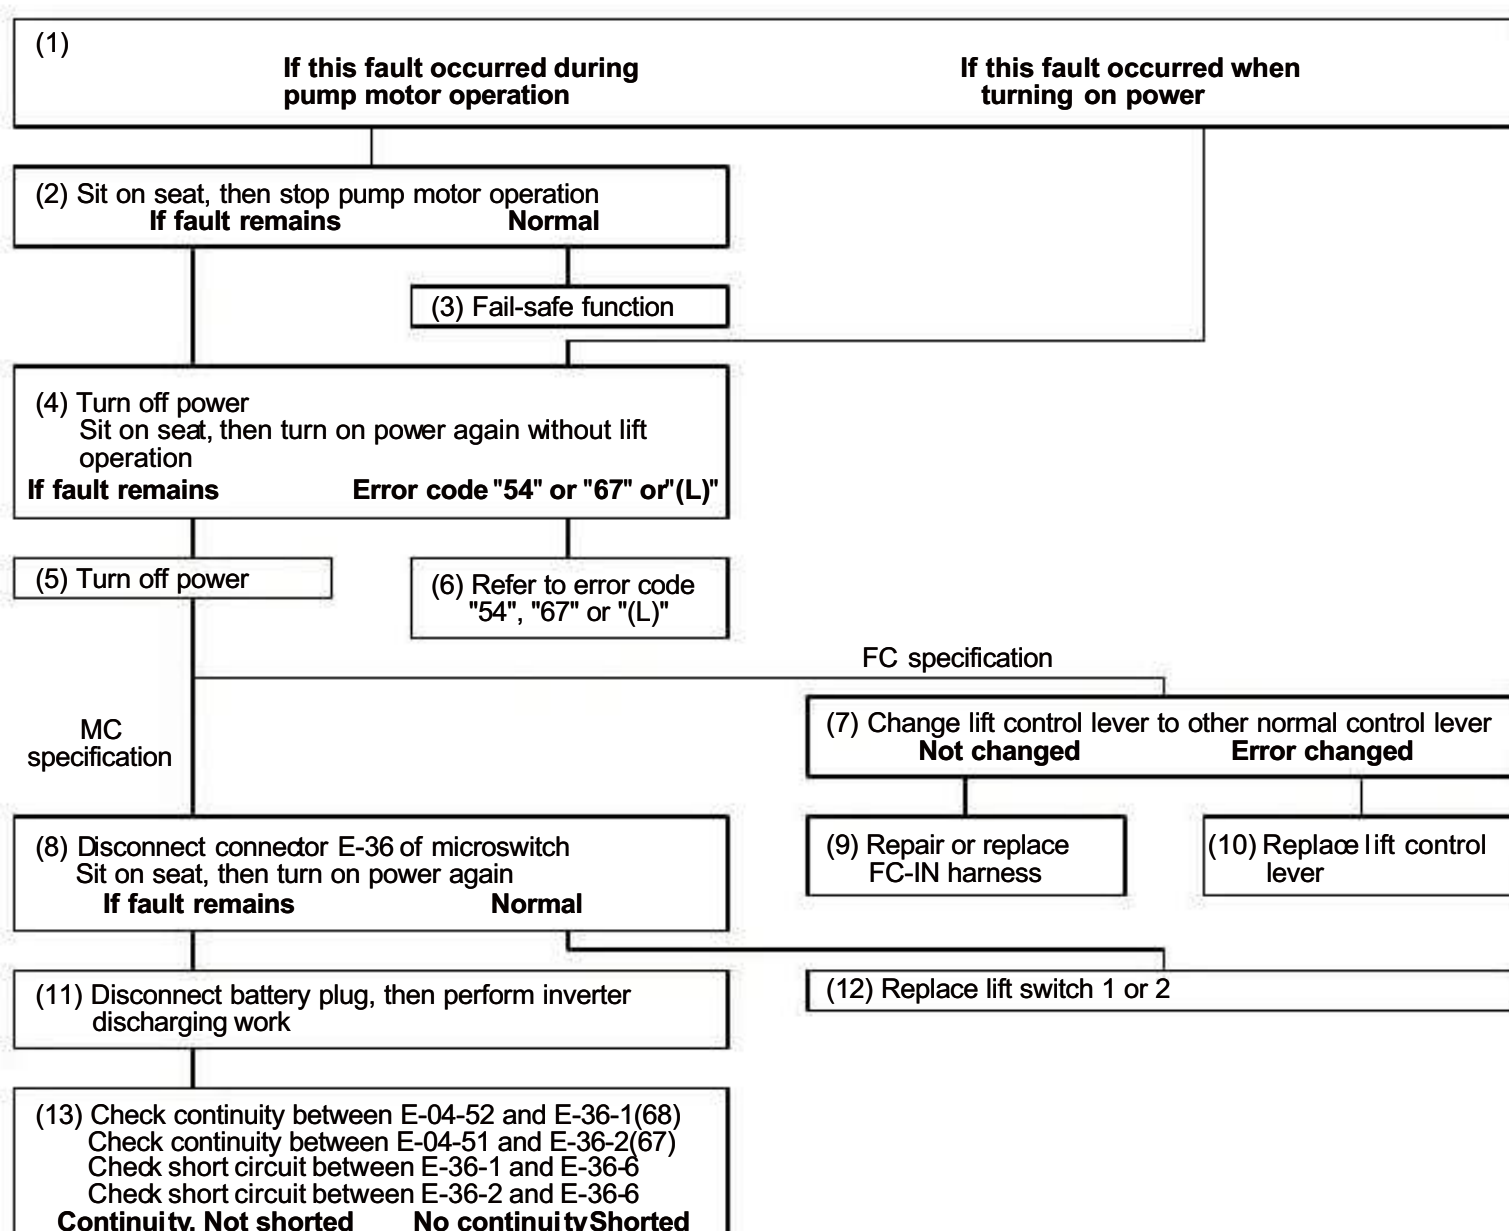 (1)
If this fault occurred during
pump motor operation
If this fault occurred when
turning on power
(2) Sit on seat, then stop pump motor operation
If fault remains Normal
(3) Fail-safe function
(4) Turn off power
Sit on seat, then turn on power again without lift
operation
If fault remains Error code "54" or "67" or"(L)"
(5) Turn off power
(6) Refer to error code
"54", "67" or "(L)"
FC specification
MC
specification
(7) Change lift control lever to other normal control lever
Not changed Error changed
(8) Disconnect connector E-36 of microswitch
Sit on seat, then turn on power again
If fault remains Normal
(9) Repair or replace
FC-IN harness
(10) Replace lift control
lever
(11) Disconnect battery plug, then perform inverter
discharging work
(12) Replace lift switch 1 or 2
(13) Check continuity between E-04-52 and E-36-1(68)
Check continuity between E-04-51 and E-36-2(67)
Check short circuit between E-36-1 and E-36-6
Check short circuit between E-36-2 and E-36-6
Continuity, Not shorted No continuity Shorted